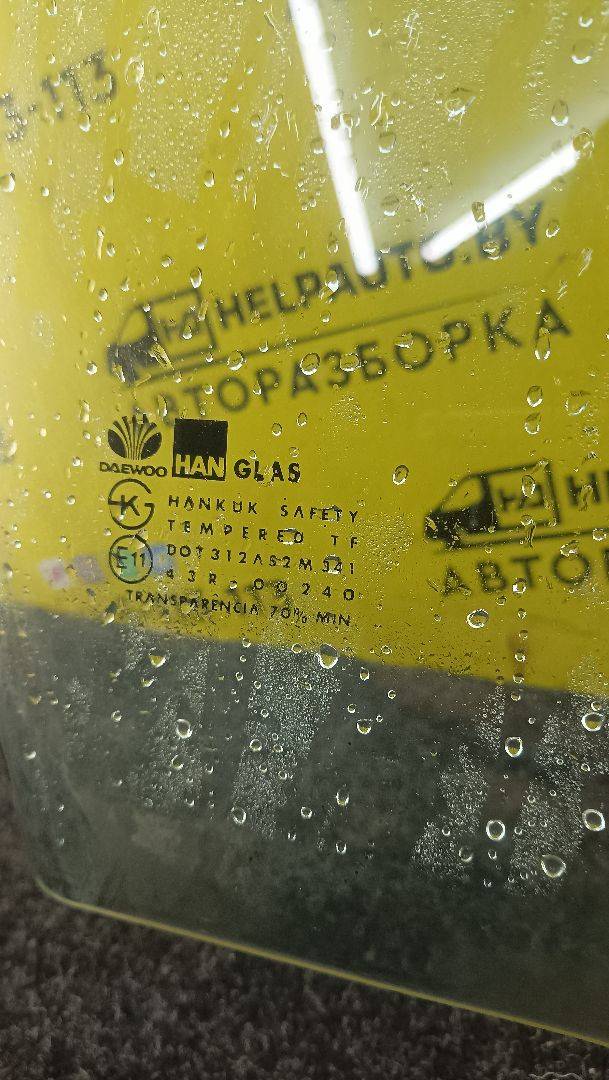 3-113
HELPAUTO.BY
АВТОРАЗБОРКА
DAEWOO HAN GLAS
HANKUK SAFETY
TEMPERED TF
E11 DOT312AS2M341
43R-00240
TRANSPARENCIA 70% MIN
АВТО